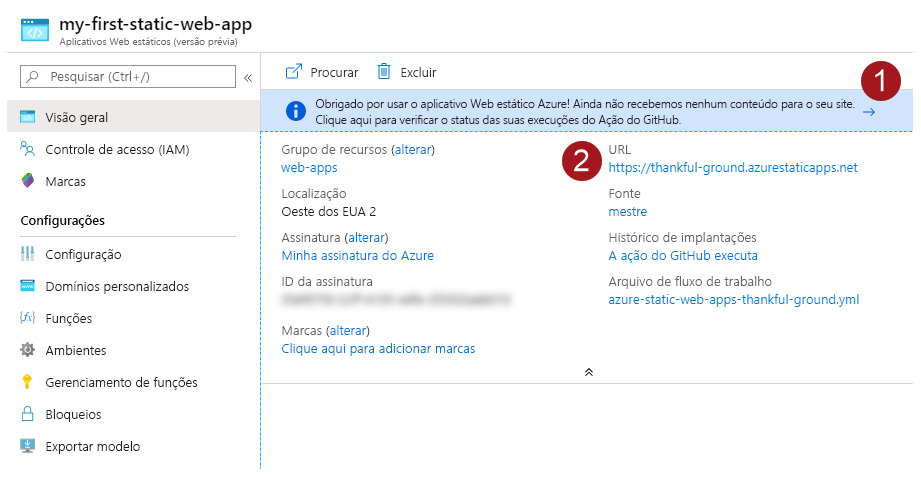 my-first-static-web-app
Aplicativos Web estáticos (versão prévia)
Pesquisar (Ctrl+/)
«
Visão geral
Controle de acesso (IAM)
Marcas
Configurações
Configuração
Domínios personalizados
Funções
Ambientes
Gerenciamento de funções
Bloqueios
Exportar modelo
Procurar
Excluir
1
Obrigado por usar o aplicativo Web estático Azure! Ainda não recebemos nenhum conteúdo para o seu site.
Clique aqui para verificar o status das suas execuções do Ação do GitHub.
→
Grupo de recursos (alterar)
web-apps
Localização
Oeste dos EUA 2
Assinatura (alterar)
Minha assinatura do Azure
ID da assinatura
Marcas (alterar)
Clique aqui para adicionar marcas
2
URL
https://thankful-ground.azurestaticapps.net
Fonte
mestre
Histórico de implantações
A ação do GitHub executa
Arquivo de fluxo de trabalho
azure-static-web-apps-thankful-ground.yml